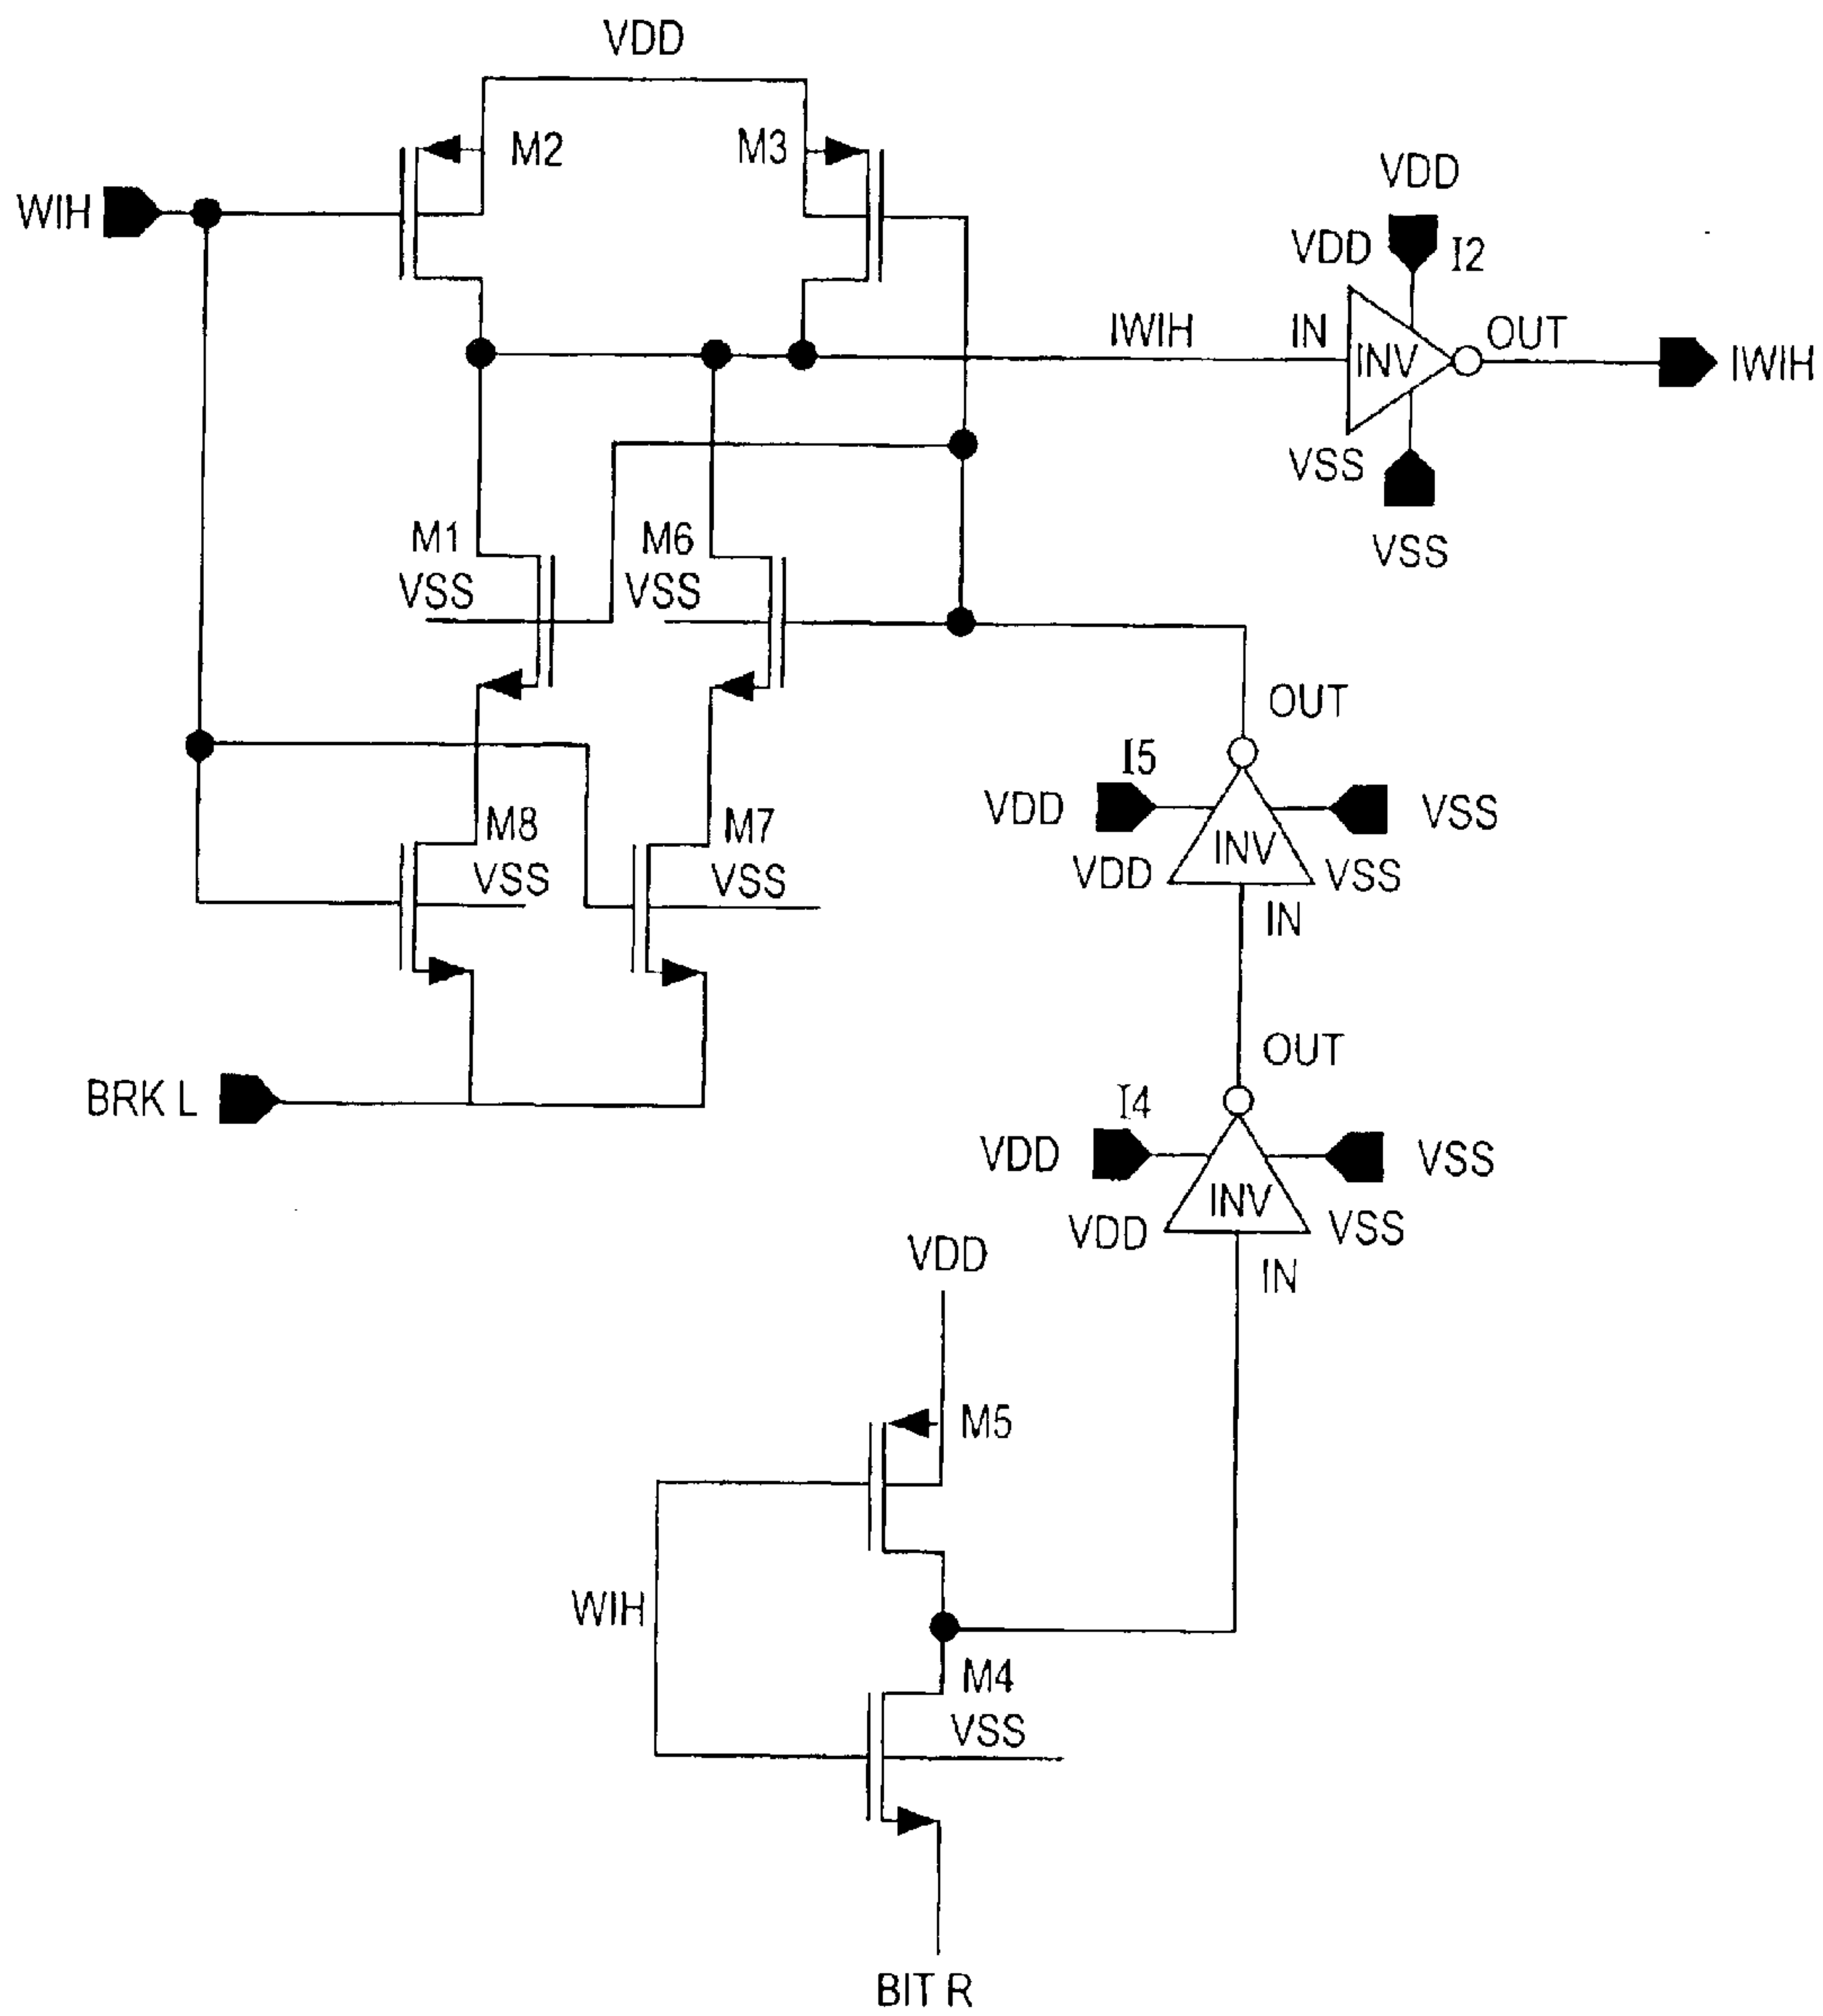 VDD
M2
M3
WIH
VDD
VDD
I2
IWIH
IN
INV
OUT
IWIH
VSS
VSS
M1
VSS
M6
VSS
OUT
I5
VDD
VSS
INV
VDD
VSS
IN
M8
VSS
M7
VSS
BRK L
OUT
I4
VDD
VSS
INV
VDD
VSS
IN
VDD
M5
WIH
M4
VSS
BIT R